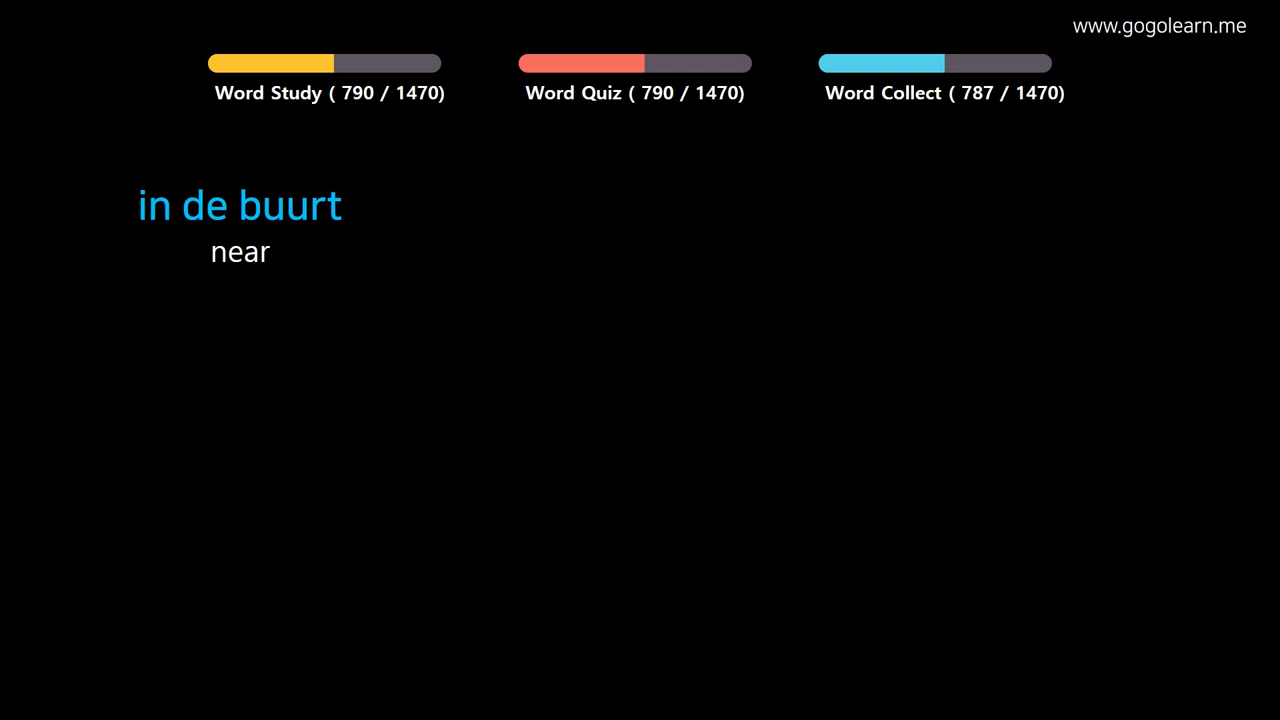 www.gogolearn.me
Word Study ( 790 / 1470)
Word Quiz ( 790 / 1470)
Word Collect ( 787 / 1470)
in de buurt
near